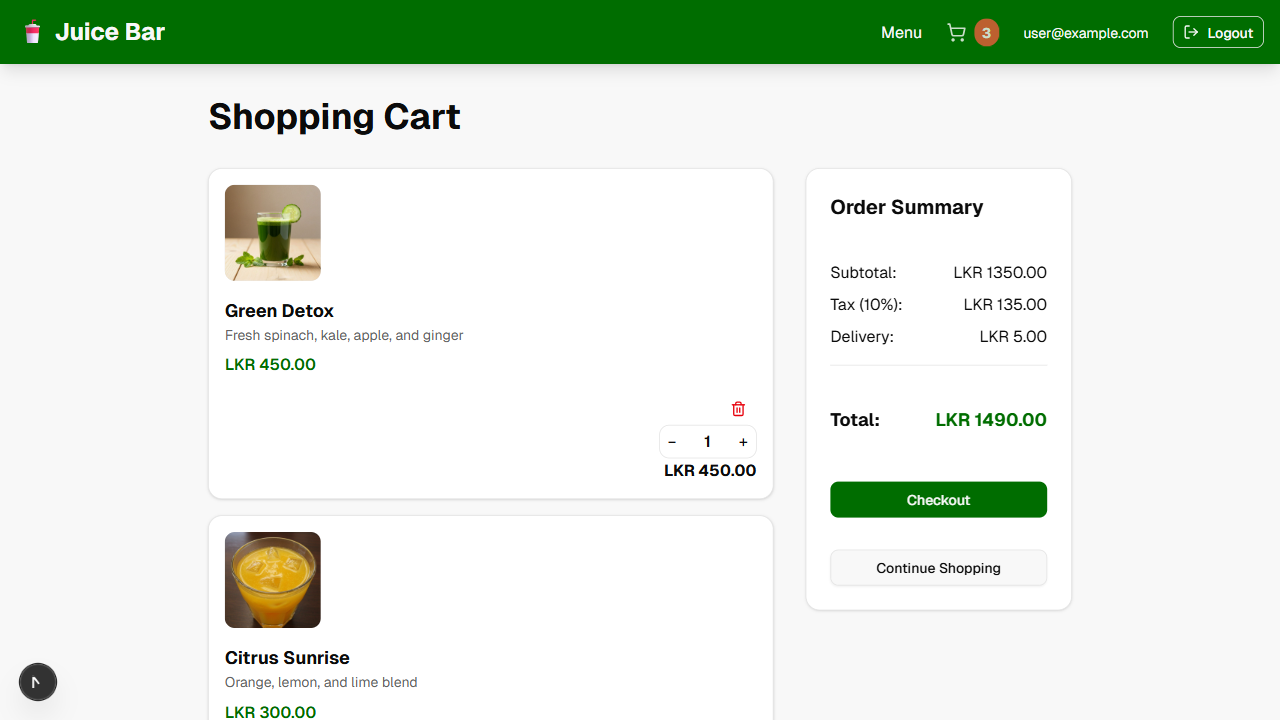 Juice Bar
Menu
3
user@example.com
Logout
Shopping Cart
Green Detox
Fresh spinach, kale, apple, and ginger
LKR 450.00
− 1 +
LKR 450.00
Citrus Sunrise
Orange, lemon, and lime blend
LKR 300.00
Order Summary
Subtotal: LKR 1350.00
Tax (10%): LKR 135.00
Delivery: LKR 5.00
Total: LKR 1490.00
Checkout
Continue Shopping